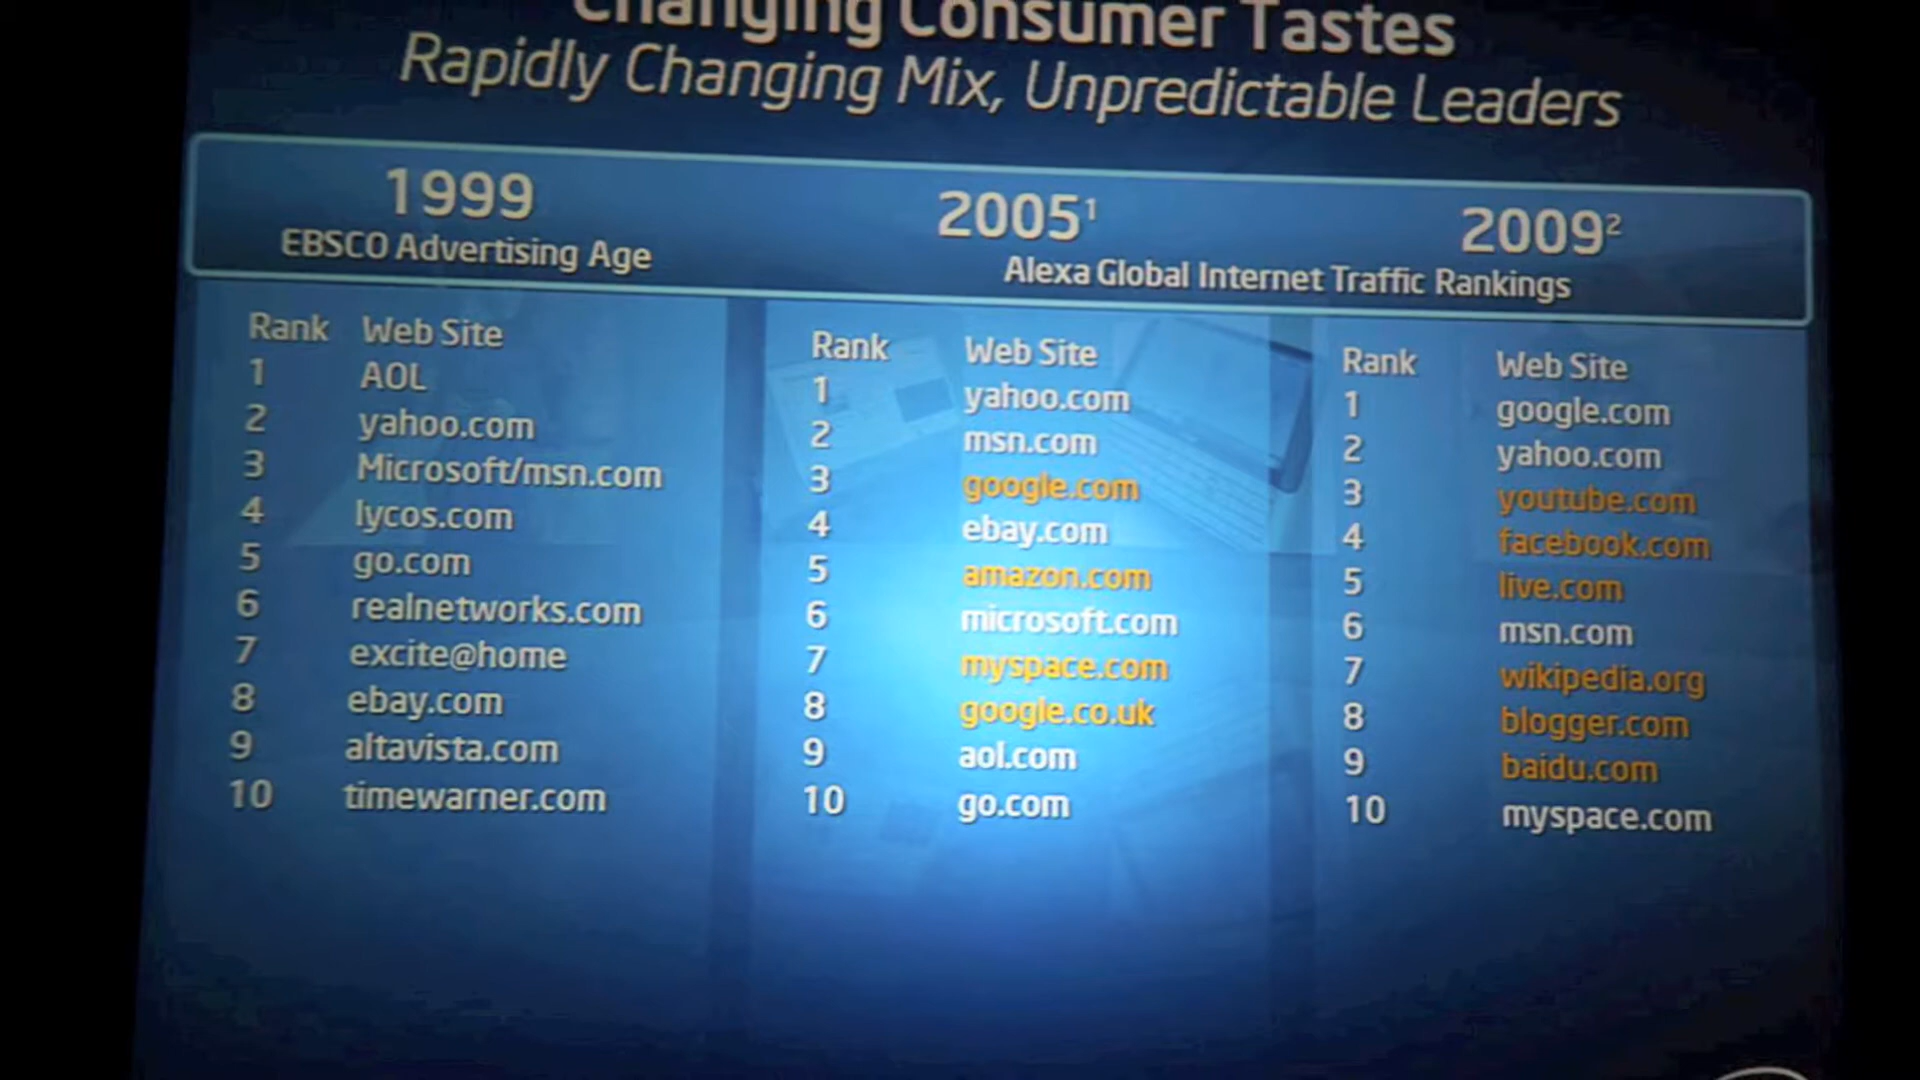 Changing Consumer Tastes
Rapidly Changing Mix, Unpredictable Leaders
1999
EBSCO Advertising Age
2005¹
2009²
Alexa Global Internet Traffic Rankings
Rank Web Site
1 AOL
2 yahoo.com
3 Microsoft/msn.com
4 lycos.com
5 go.com
6 realnetworks.com
7 excite@home
8 ebay.com
9 altavista.com
10 timewarner.com
Rank Web Site
1 yahoo.com
2 msn.com
3 google.com
4 ebay.com
5 amazon.com
6 microsoft.com
7 myspace.com
8 google.co.uk
9 aol.com
10 go.com
Rank Web Site
1 google.com
2 yahoo.com
3 youtube.com
4 facebook.com
5 live.com
6 msn.com
7 wikipedia.org
8 blogger.com
9 baidu.com
10 myspace.com